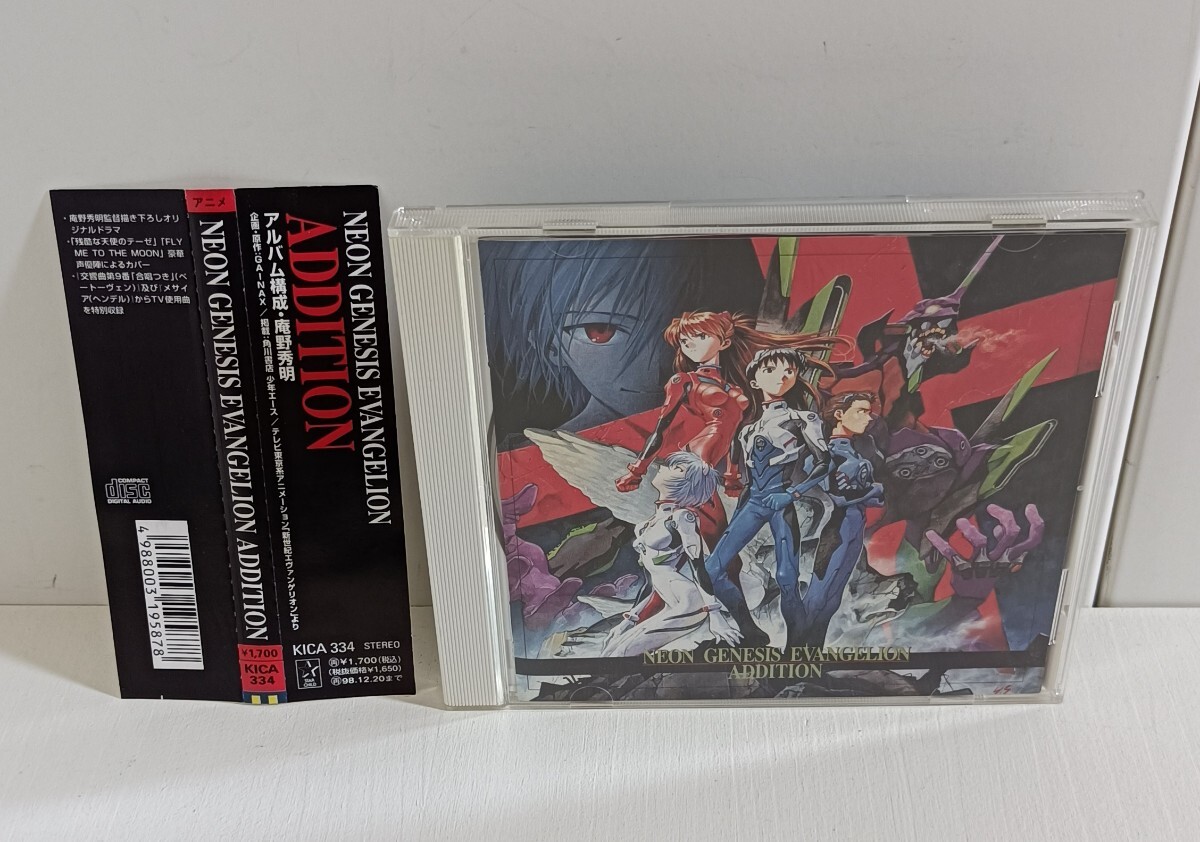 ・庵野秀明監督描き下ろしオリ
ジナルドラマ
・「残酷な天使のテーゼ」「FLY
ME TO THE MOON」豪華
声優陣によるカバー
・「交響曲第9番「合唱つき」(ベ
ートーヴェン)」及び「メサイ
ア(ヘンデル)」からTV使用曲
を特別収録
COMPACT
disc
DIGITAL AUDIO
4988003195878
アニメ
NEON GENESIS EVANGELION ADDITION
¥1,700
KICA
334
NEON GENESIS EVANGELION
ADDITION
アルバム構成・庵野秀明
企画・原作：GAINAX／掲載：角川書店 少年エース／テレビ東京系アニメーション「新世紀エヴァンゲリオン」より
KICA 334 STEREO
STAR
CHILD
再¥1,700(税込)
(税抜価格¥1,650)
再98.12.20まで
NEON GENESIS EVANGELION
ADDITION